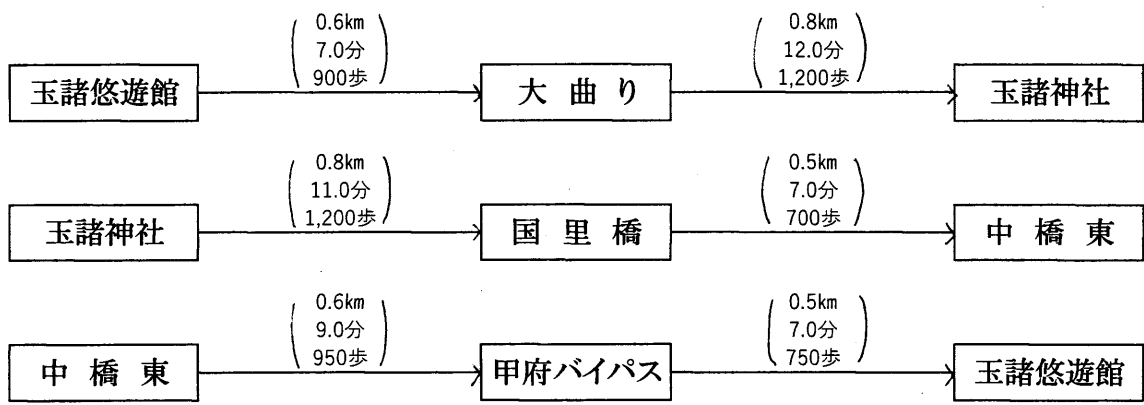 0.6km
7.0分
900歩
0.8km
12.0分
1,200歩
玉諸悠遊館
大曲り
玉諸神社
0.8km
11.0分
1,200歩
0.5km
7.0分
700歩
玉諸神社
国里橋
中橋東
0.6km
9.0分
950歩
0.5km
7.0分
750歩
中橋東
甲府バイパス
玉諸悠遊館